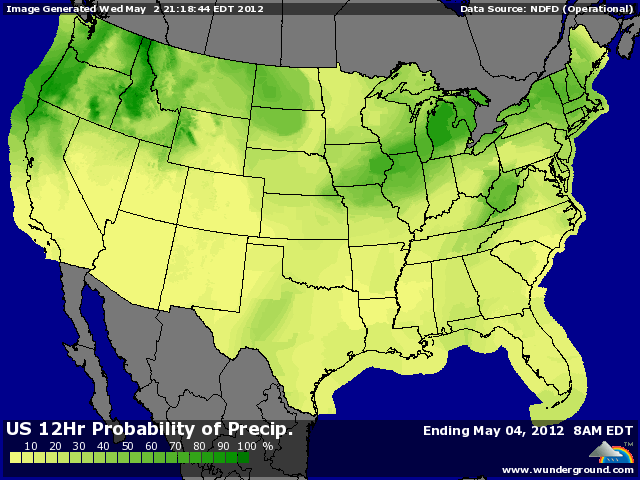 Image Generated Wed May 2 21:18:44 EDT 2012 Data Source: NDFD (Operational)
US 12Hr Probability of Precip. Ending May 04, 2012 8AM EDT
10 20 30 40 50 60 70 80 90 100 %
TM
www.wunderground.com